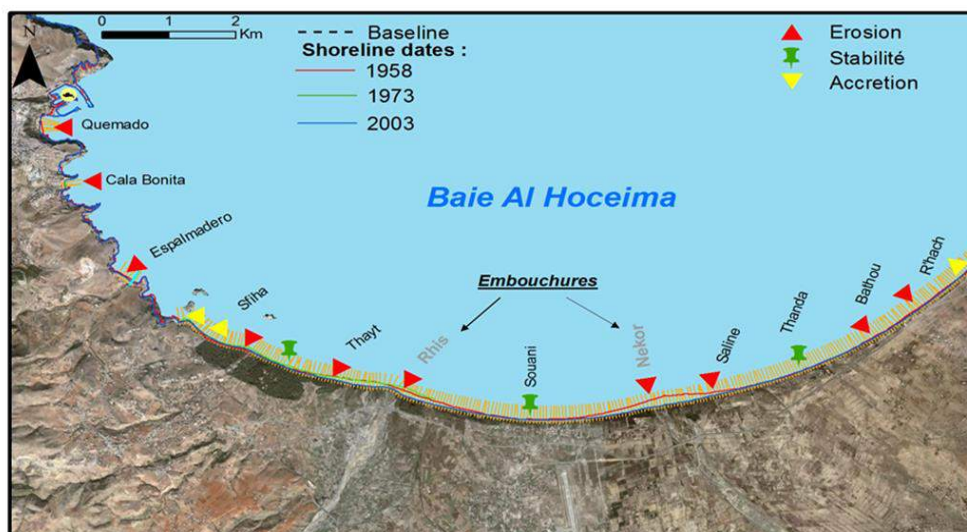 N
0 1 2
Km
Baseline
Shoreline dates :
1958
1973
2003
Erosion
Stabilité
Accretion
Quemado
Cala Bonita
Espalmadero
Baie Al Hoceima
Sfiha
Embouchures
Thayt
Rhis
Souani
Nekor
Saline
Thanda
Bathou
R'hach